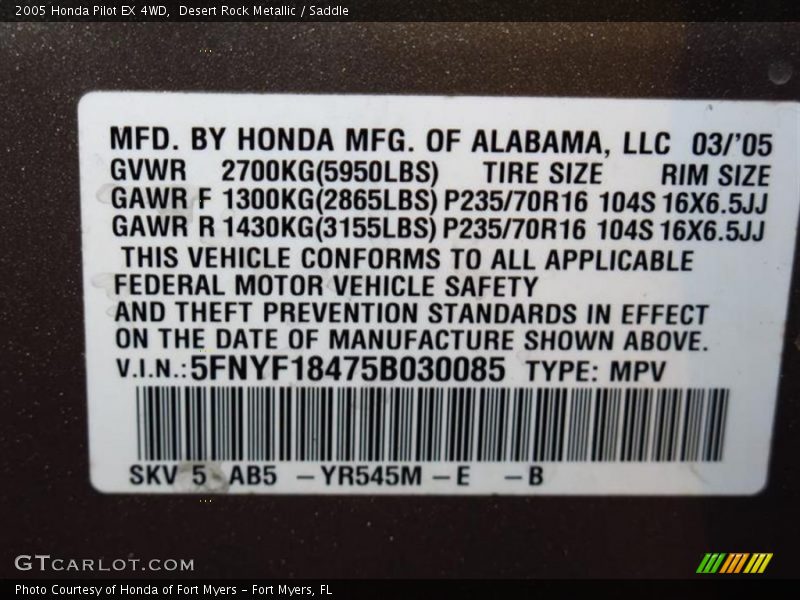 2005 Honda Pilot EX 4WD,  Desert Rock Metallic / Saddle
MFD. BY HONDA MFG. OF ALABAMA, LLC 03/'05
GVWR 2700KG(5950LBS) TIRE SIZE RIM SIZE
GAWR F 1300KG(2865LBS) P235/70R16 104S 16X6.5JJ
GAWR R 1430KG(3155LBS) P235/70R16 104S 16X6.5JJ
THIS VEHICLE CONFORMS TO ALL APPLICABLE
FEDERAL MOTOR VEHICLE SAFETY
AND THEFT PREVENTION STANDARDS IN EFFECT
ON THE DATE OF MANUFACTURE SHOWN ABOVE.
V.I.N.: 5FNYF18475B030085 TYPE: MPV
SKV 5 AB5 – YR545M – E – B
GTCARLOT.COM
Photo Courtesy of Honda of Fort Myers – Fort Myers, FL